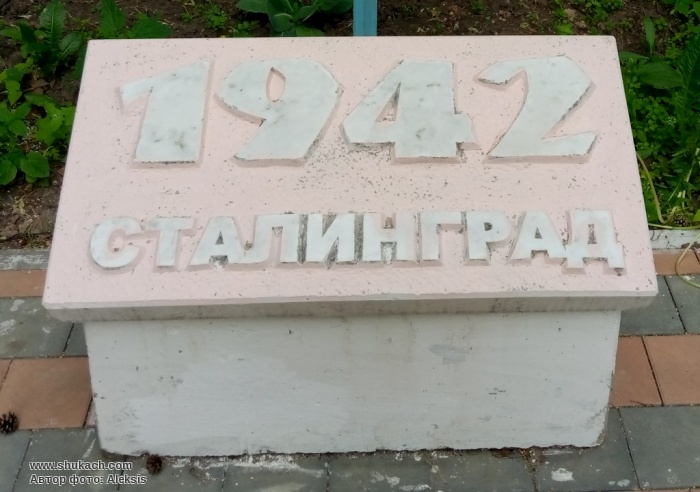 1942
СТАЛИНГРАД
www.shukach.com
Автор фото: Aleksis